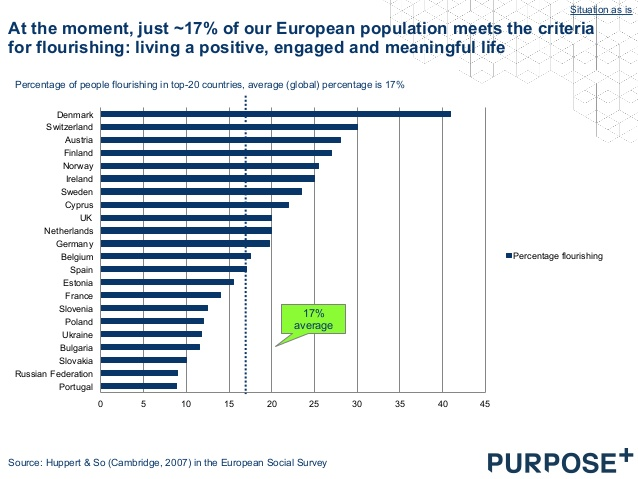 Situation as is
At the moment, just ~17% of our European population meets the criteria
for flourishing: living a positive, engaged and meaningful life
Percentage of people flourishing in top-20 countries, average (global) percentage is 17%
Denmark
Switzerland
Austria
Finland
Norway
Ireland
Sweden
Cyprus
UK
Netherlands
Germany
Belgium
Spain
Estonia
France
Slovenia
Poland
Ukraine
Bulgaria
Slovakia
Russian Federation
Portugal
Percentage flourishing
17%
average
0 5 10 15 20 25 30 35 40 45
Source: Huppert & So (Cambridge, 2007) in the European Social Survey
PURPOSE+